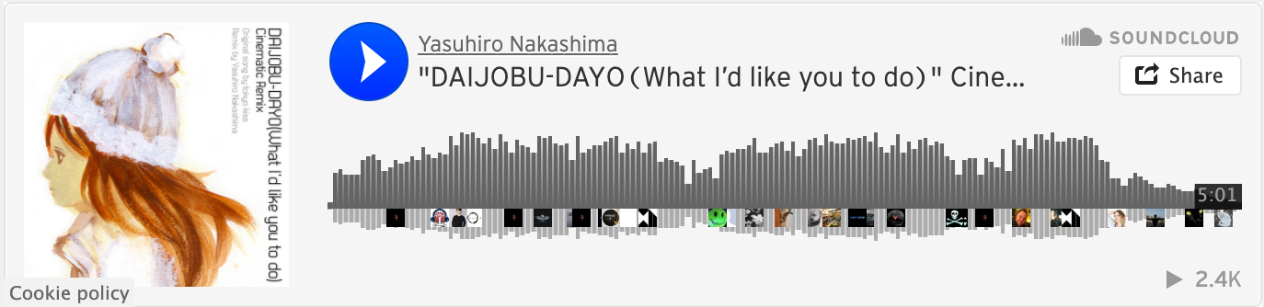 DAIJOBU-DAYO(What I'd like you to do)
Cinematic Remix
Original song by tokyo kiss
Remix by Yasuhiro Nakashima
Yasuhiro Nakashima
"DAIJOBU-DAYO(What I'd like you to do)" Cine...
SOUNDCLOUD
Share
5:01
2.4K
Cookie policy